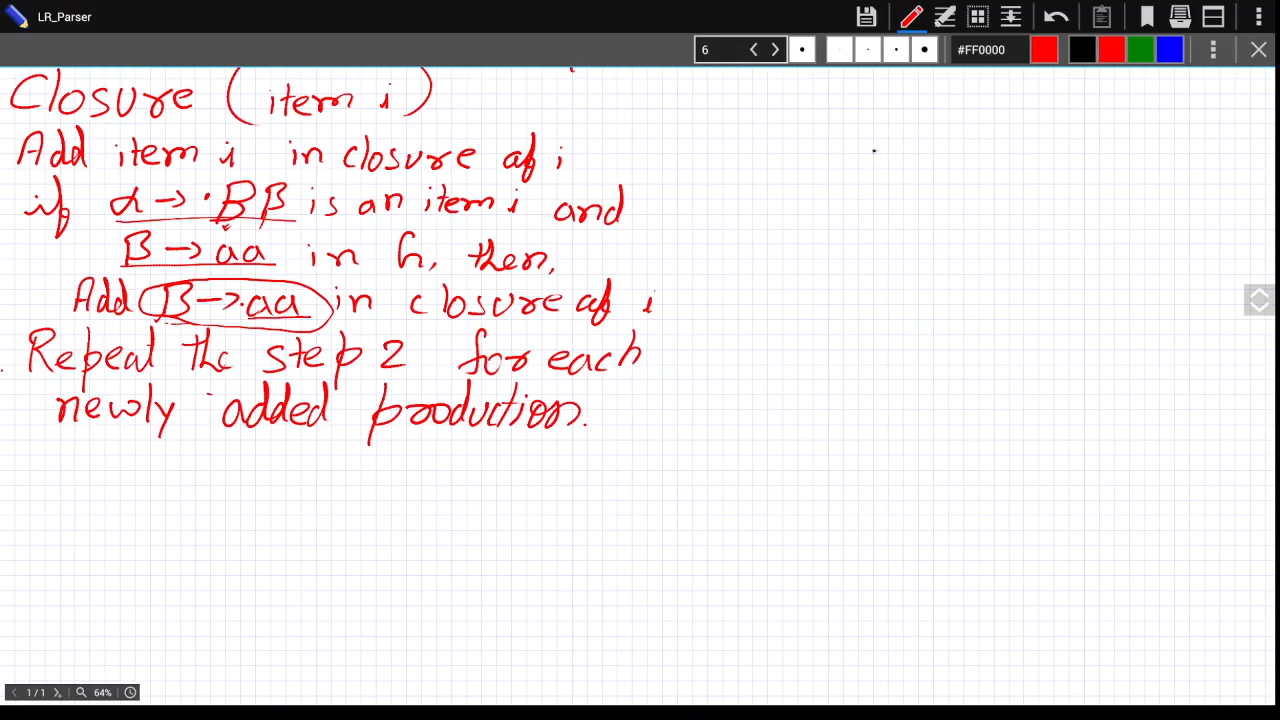 LR_Parser
6
#FF0000
Closure (item i)
Add item i in closure of i
if α → .Bβ is an item i and
B → aa in G, then,
Add B → .aa in closure of i
Repeat the step 2 for each
newly added production.
1/1
64%